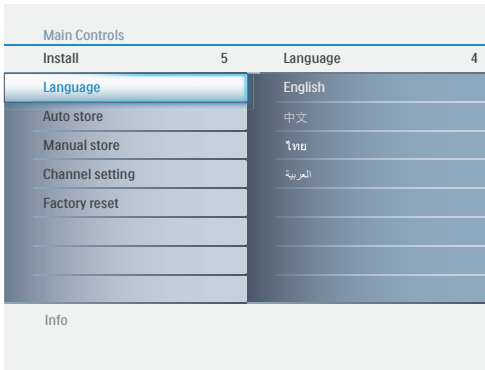 Main Controls
Install 5
Language 4
Language
Auto store
Manual store
Channel setting
Factory reset
English
中文
ไทย
العربية
Info